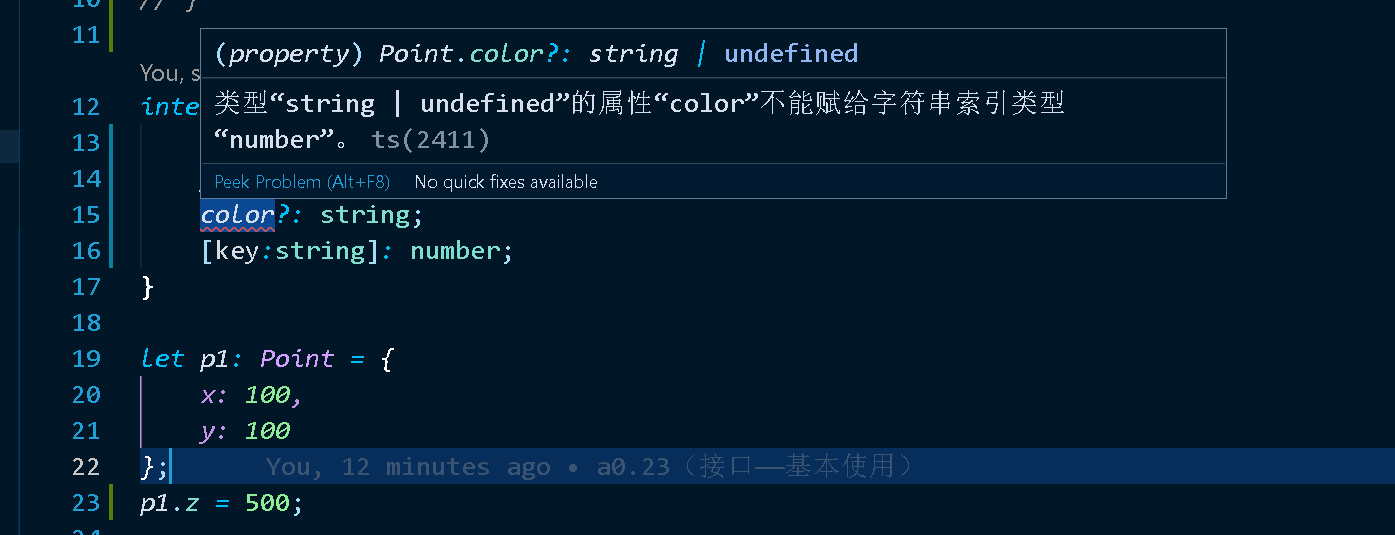 10 // }
11
(property) Point.color?: string | undefined
You, s
类型“string | undefined”的属性“color”不能赋给字符串索引类型
“number”。 ts(2411)
12 inte
13
14
Peek Problem (Alt+F8) No quick fixes available
15 color?: string;
16 [key:string]: number;
17 }
18
19 let p1: Point = {
20 x: 100,
21 y: 100
22 }; You, 12 minutes ago • a0.23（接口——基本使用）
23 p1.z = 500;
24